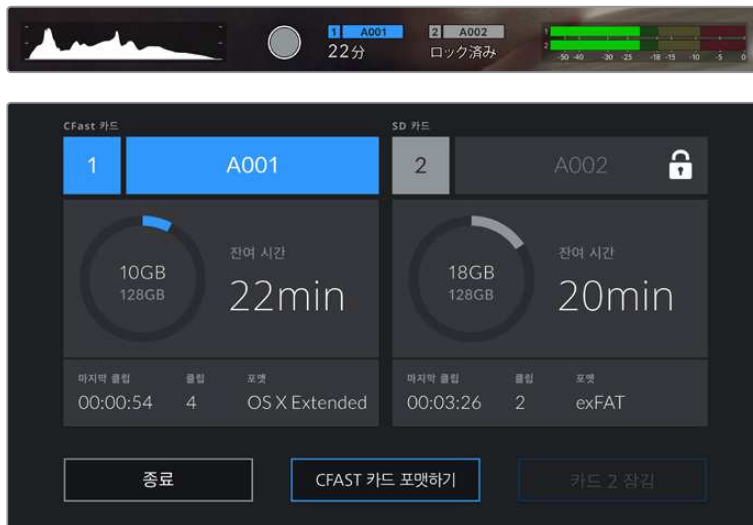 1 A001 2 A002
22分 ロック済み
1
2
-50 -40 -30 -25 -18 -15 -10 -5 0
CFast 카드 SD 카드
1 A001 2 A002
잔여 시간 잔여 시간
10GB 18GB
128GB 22min 128GB 20min
마지막 클립 클립 포맷 마지막 클립 클립 포맷
00:00:54 4 OS X Extended 00:03:26 2 exFAT
종료 CFAST 카드 포맷하기 카드 2 잠김